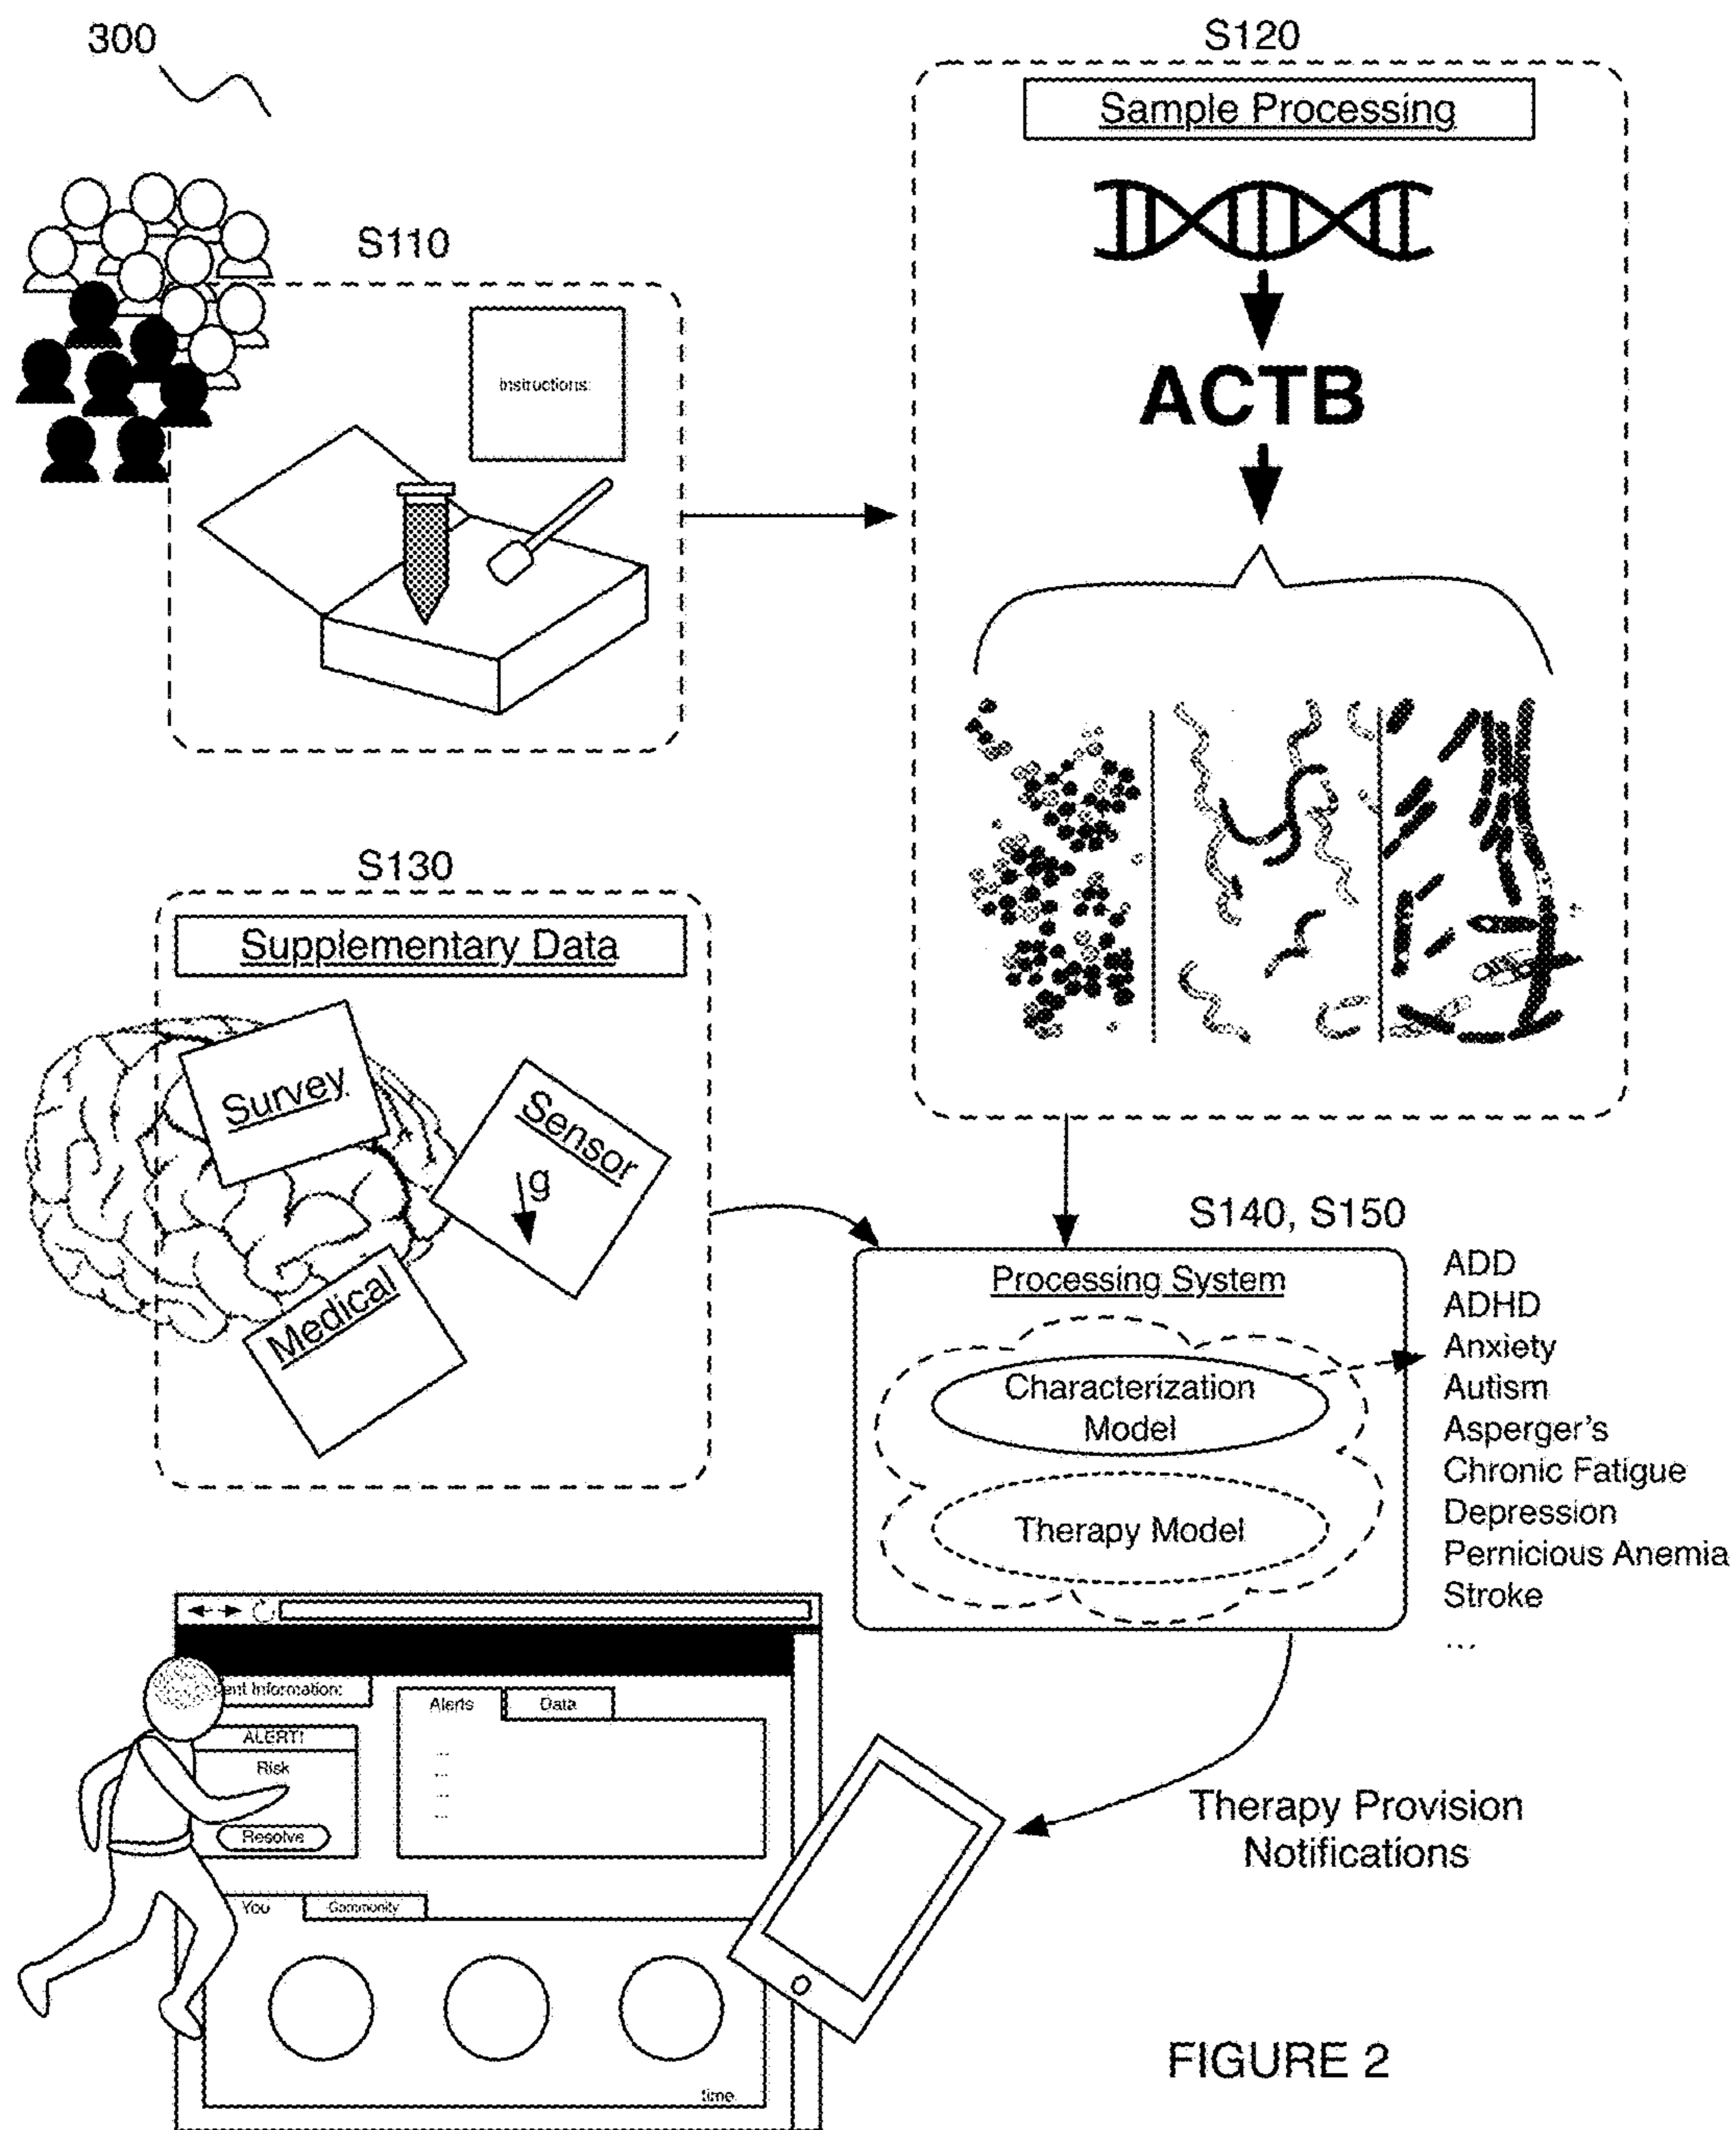 300
S120
Sample Processing
S110
Instructions:
ACTB
S130
Supplementary Data
Survey
Sensor
g
Medical
S140, S150
Processing System
Characterization
Model
Therapy Model
ADD
ADHD
Anxiety
Autism
Asperger's
Chronic Fatigue
Depression
Pernicious Anemia
Stroke
...
ent Information:
Alerts
Data
ALERT!
Risk
Resolve
...
...
...
...
You
Community
time
Therapy Provision
Notifications
FIGURE 2